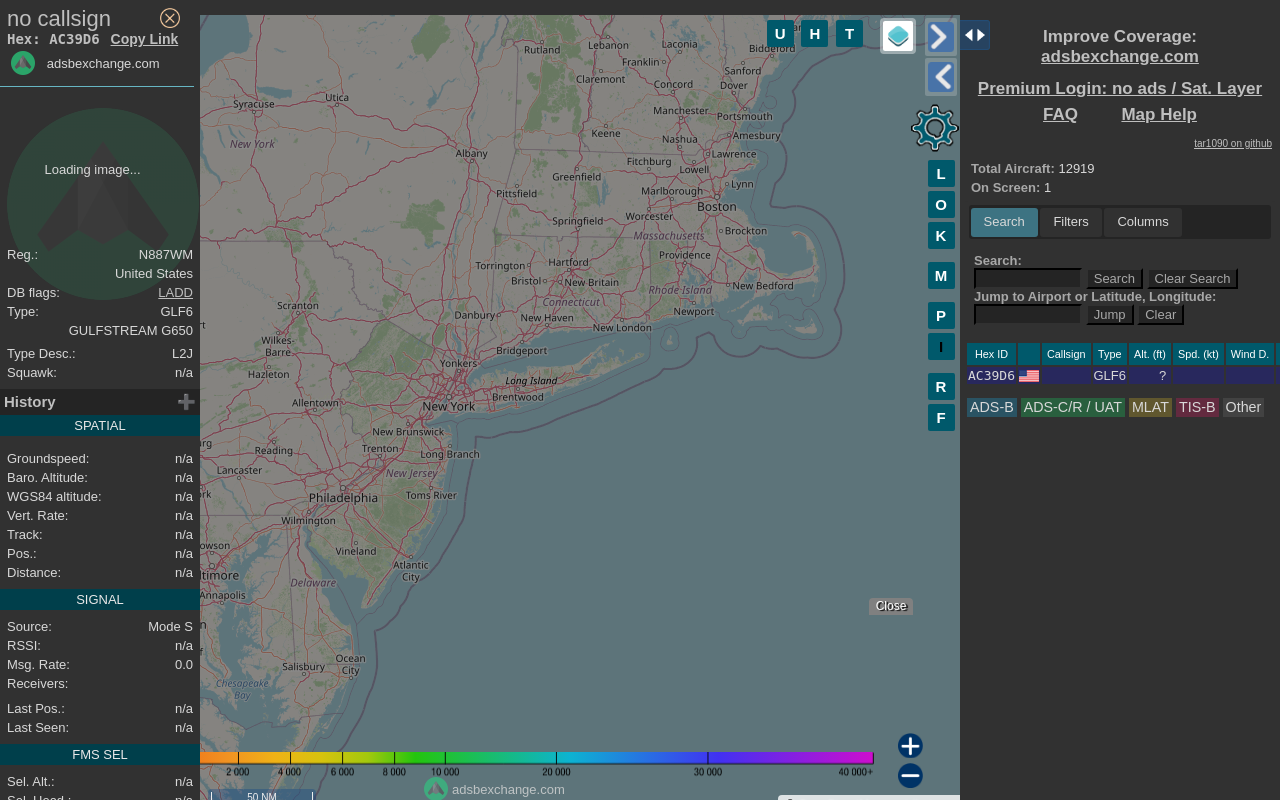 no callsign
Hex: AC39D6 Copy Link
adsbexchange.com
Loading image...
Reg.: N887WM
United States
DB flags: LADD
Type: GLF6
GULFSTREAM G650
Type Desc.: L2J
Squawk: n/a
History
SPATIAL
Groundspeed: n/a
Baro. Altitude: n/a
WGS84 altitude: n/a
Vert. Rate: n/a
Track: n/a
Pos.: n/a
Distance: n/a
SIGNAL
Source: Mode S
RSSI: n/a
Msg. Rate: 0.0
Receivers:
Last Pos.: n/a
Last Seen: n/a
FMS SEL
Sel. Alt.: n/a
Sel. Head.: n/a
U H T
Rutland
Lebanon
Laconia
Biddeford
Franklin
Sanford
Claremont
Concord
Dover
Syracuse
Utica
Manchester
Portsmouth
Keene
Nashua
Amesbury
New York
Albany
Fitchburg
Lawrence
Greenfield
Lowell
Pittsfield
Marlborough
Lynn
Springfield
Worcester
Boston
Massachusetts
Brockton
Torrington
Hartford
Providence
Bristol
New Britain
Rhode Island
New Bedford
Scranton
Connecticut
Danbury
New Haven
Newport
New London
Wilkes-
Barre
Bridgeport
Hazleton
Yonkers
Long Island
Allentown
New York
Brentwood
New Brunswick
Reading
Trenton
Long Branch
Lancaster
New Jersey
Philadelphia
Toms River
Wilmington
Vineland
Atlantic
City
Delaware
Annapolis
Salisbury
Ocean
City
Chesapeake
Bay
L
O
K
M
P
I
R
F
Close
2 000 4 000 6 000 8 000 10 000 20 000 30 000 40 000+
adsbexchange.com
50 NM
Improve Coverage:
adsbexchange.com
Premium Login: no ads / Sat. Layer
FAQ Map Help
tar1090 on github
Total Aircraft: 12919
On Screen: 1
Search Filters Columns
Search:
Search Clear Search
Jump to Airport or Latitude, Longitude:
Jump Clear
Hex ID Callsign Type Alt. (ft) Spd. (kt) Wind D.
AC39D6 GLF6 ?
ADS-B ADS-C/R / UAT MLAT TIS-B Other